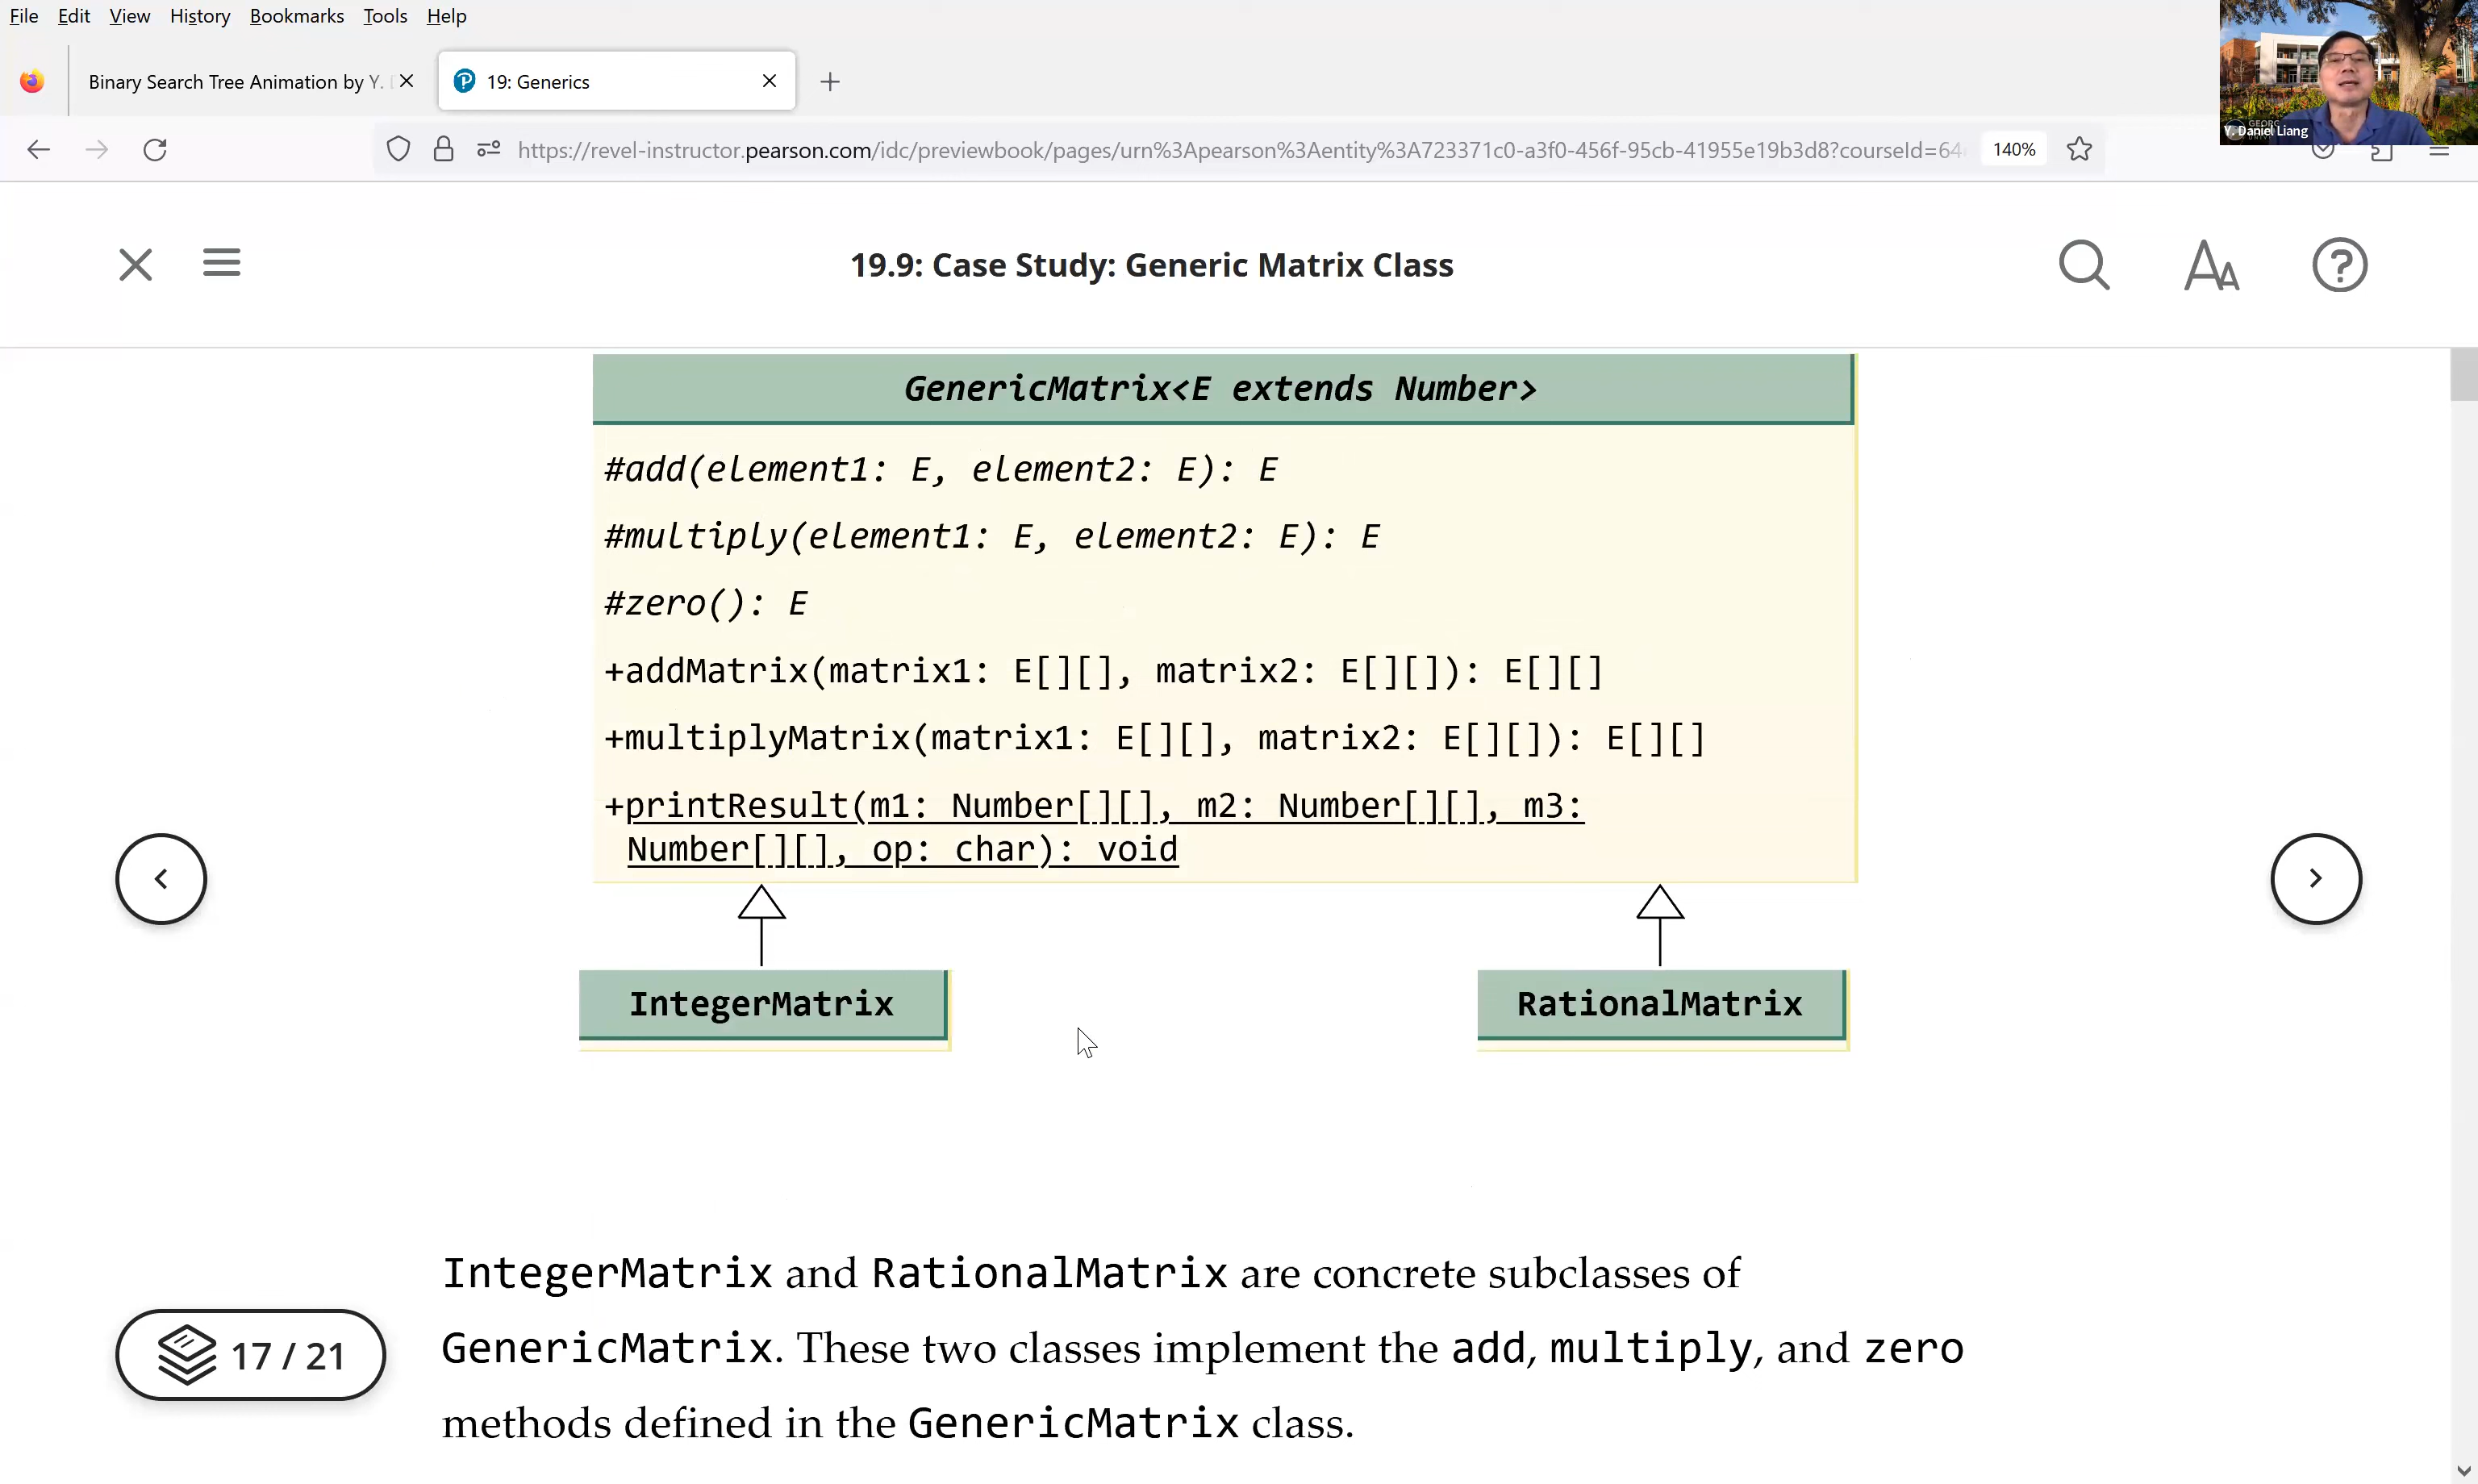 File Edit View History Bookmarks Tools Help
Binary Search Tree Animation by Y.
19: Generics
https://revel-instructor.pearson.com/idc/previewbook/pages/urn%3Apearson%3Aentity%3A723371c0-a3f0-456f-95cb-41955e19b3d8?courseId=64
140%
Y. Daniel Liang
19.9: Case Study: Generic Matrix Class
GenericMatrix<E extends Number>
#add(element1: E, element2: E): E
#multiply(element1: E, element2: E): E
#zero(): E
+addMatrix(matrix1: E[][], matrix2: E[][]): E[][]
+multiplyMatrix(matrix1: E[][], matrix2: E[][]): E[][]
+printResult(m1: Number[][], m2: Number[][], m3:
Number[][], op: char): void
IntegerMatrix
RationalMatrix
IntegerMatrix and RationalMatrix are concrete subclasses of
GenericMatrix. These two classes implement the add, multiply, and zero
17 / 21
methods defined in the GenericMatrix class.